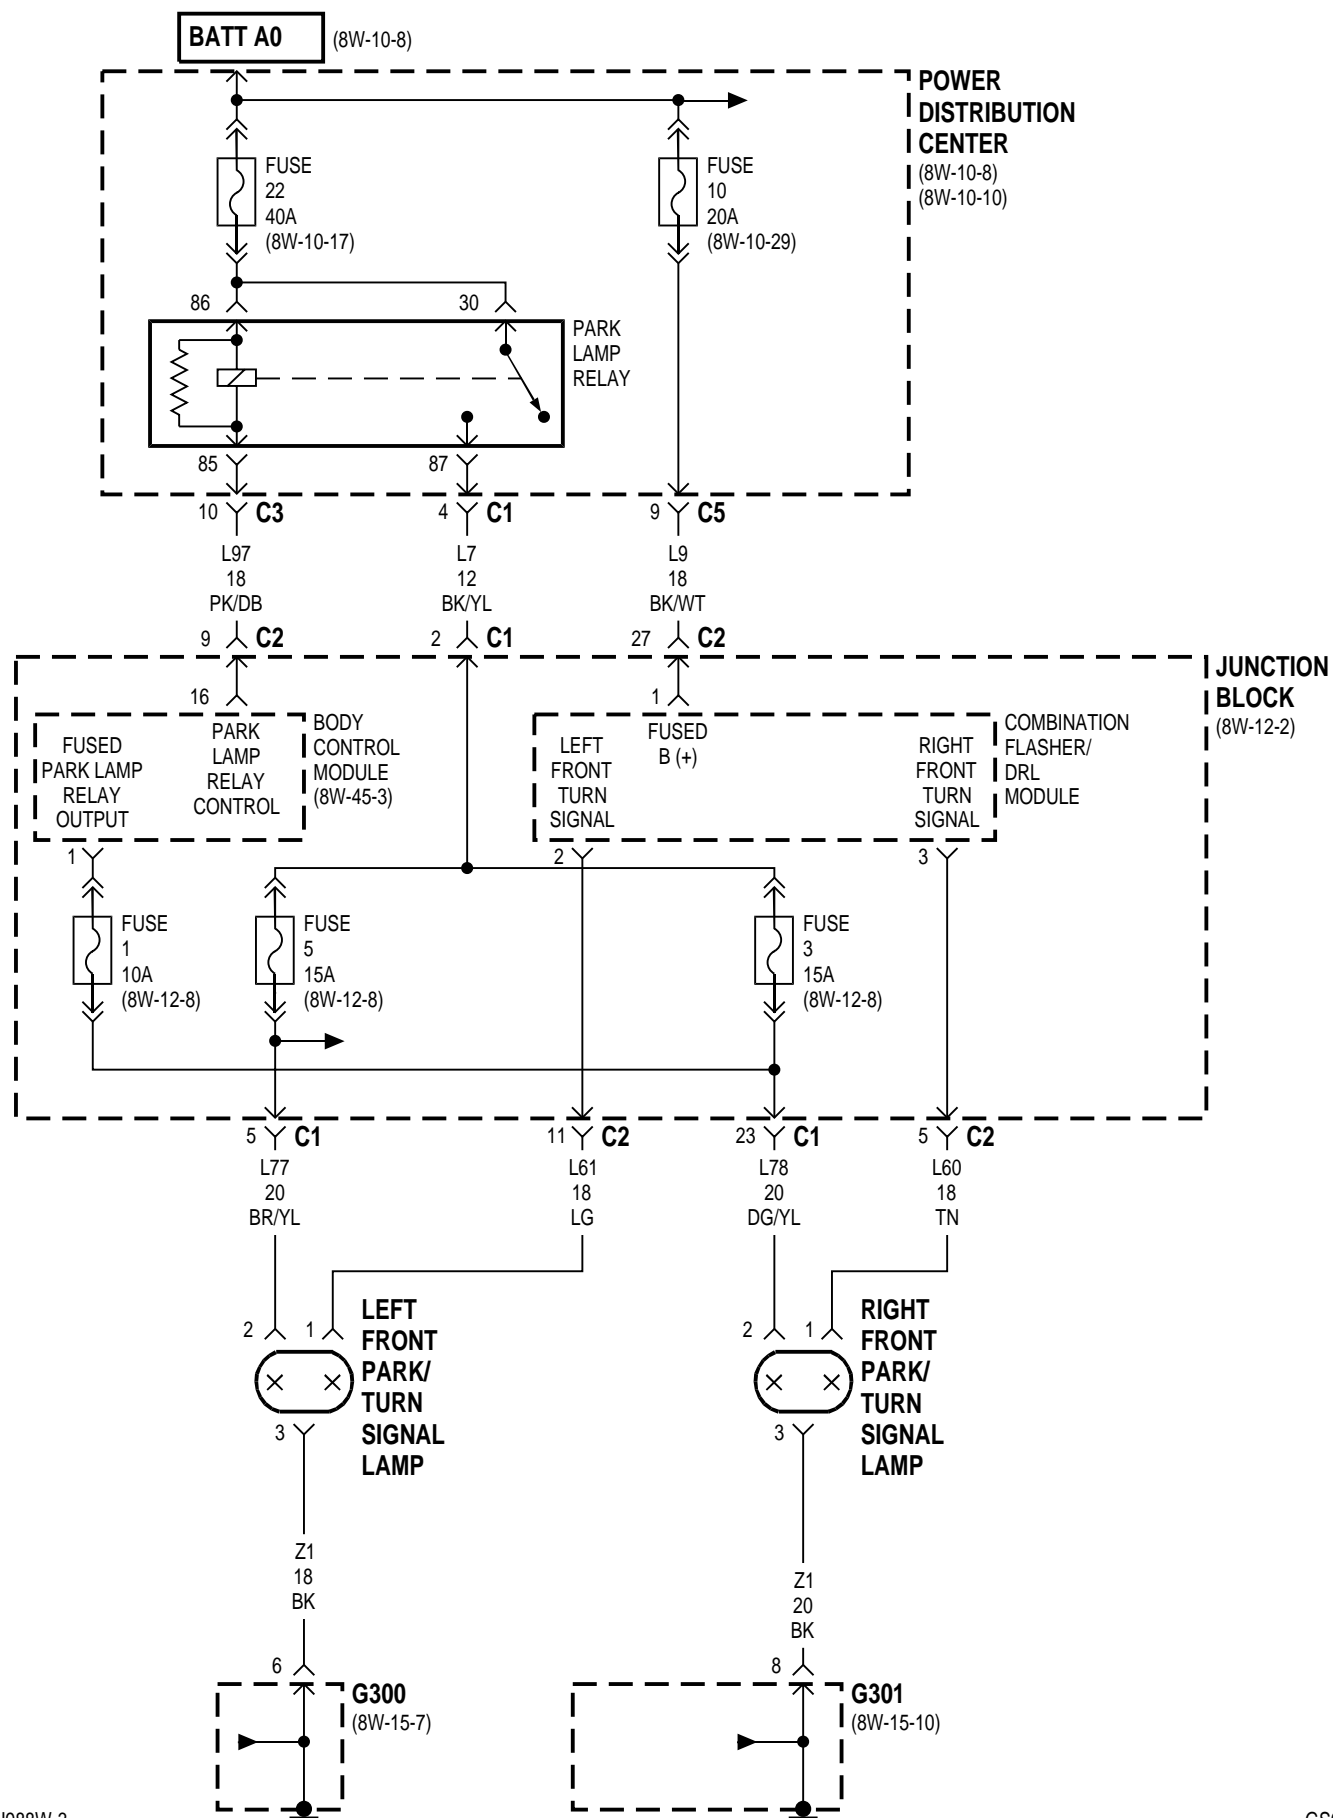 BATT A0 (8W-10-8)
POWER
DISTRIBUTION
CENTER
(8W-10-8)
(8W-10-10)
FUSE
22
40A
(8W-10-17)
FUSE
10
20A
(8W-10-29)
86
30
PARK
LAMP
RELAY
85
87
10 C3
4 C1
9 C5
L97
18
PK/DB
L7
12
BK/YL
L9
18
BK/WT
9 C2
2 C1
27 C2
JUNCTION
BLOCK
(8W-12-2)
16
1
FUSED
PARK LAMP
RELAY
OUTPUT
PARK
LAMP
RELAY
CONTROL
BODY
CONTROL
MODULE
(8W-45-3)
LEFT
FRONT
TURN
SIGNAL
FUSED
B (+)
RIGHT
FRONT
TURN
SIGNAL
COMBINATION
FLASHER/
DRL
MODULE
1
2
3
FUSE
1
10A
(8W-12-8)
FUSE
5
15A
(8W-12-8)
FUSE
3
15A
(8W-12-8)
5 C1
11 C2
23 C1
5 C2
L77
20
BR/YL
L61
18
LG
L78
20
DG/YL
L60
18
TN
2
1
LEFT
FRONT
PARK/
TURN
SIGNAL
LAMP
2
1
RIGHT
FRONT
PARK/
TURN
SIGNAL
LAMP
3
3
Z1
18
BK
Z1
20
BK
6
8
G300
(8W-15-7)
G301
(8W-15-10)